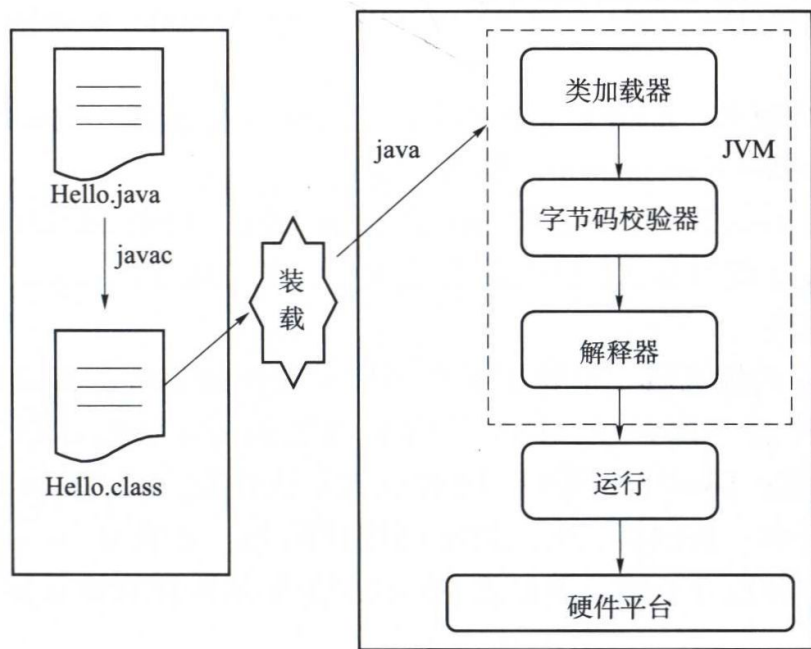 Hello.java
javac
Hello.class
装
载
java
JVM
类加载器
字节码校验器
解释器
运行
硬件平台